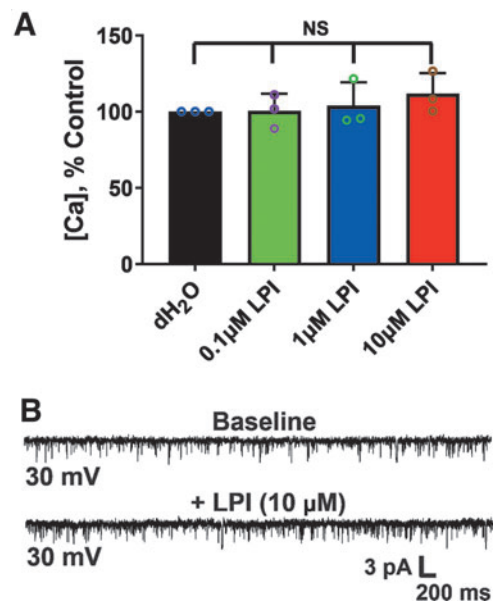 A
NS
[Ca], % Control
150
100
50
0
dH₂O
0.1μM LPI
1μM LPI
10μM LPI
B
Baseline
30 mV
+ LPI (10 μM)
30 mV
3 pA
200 ms